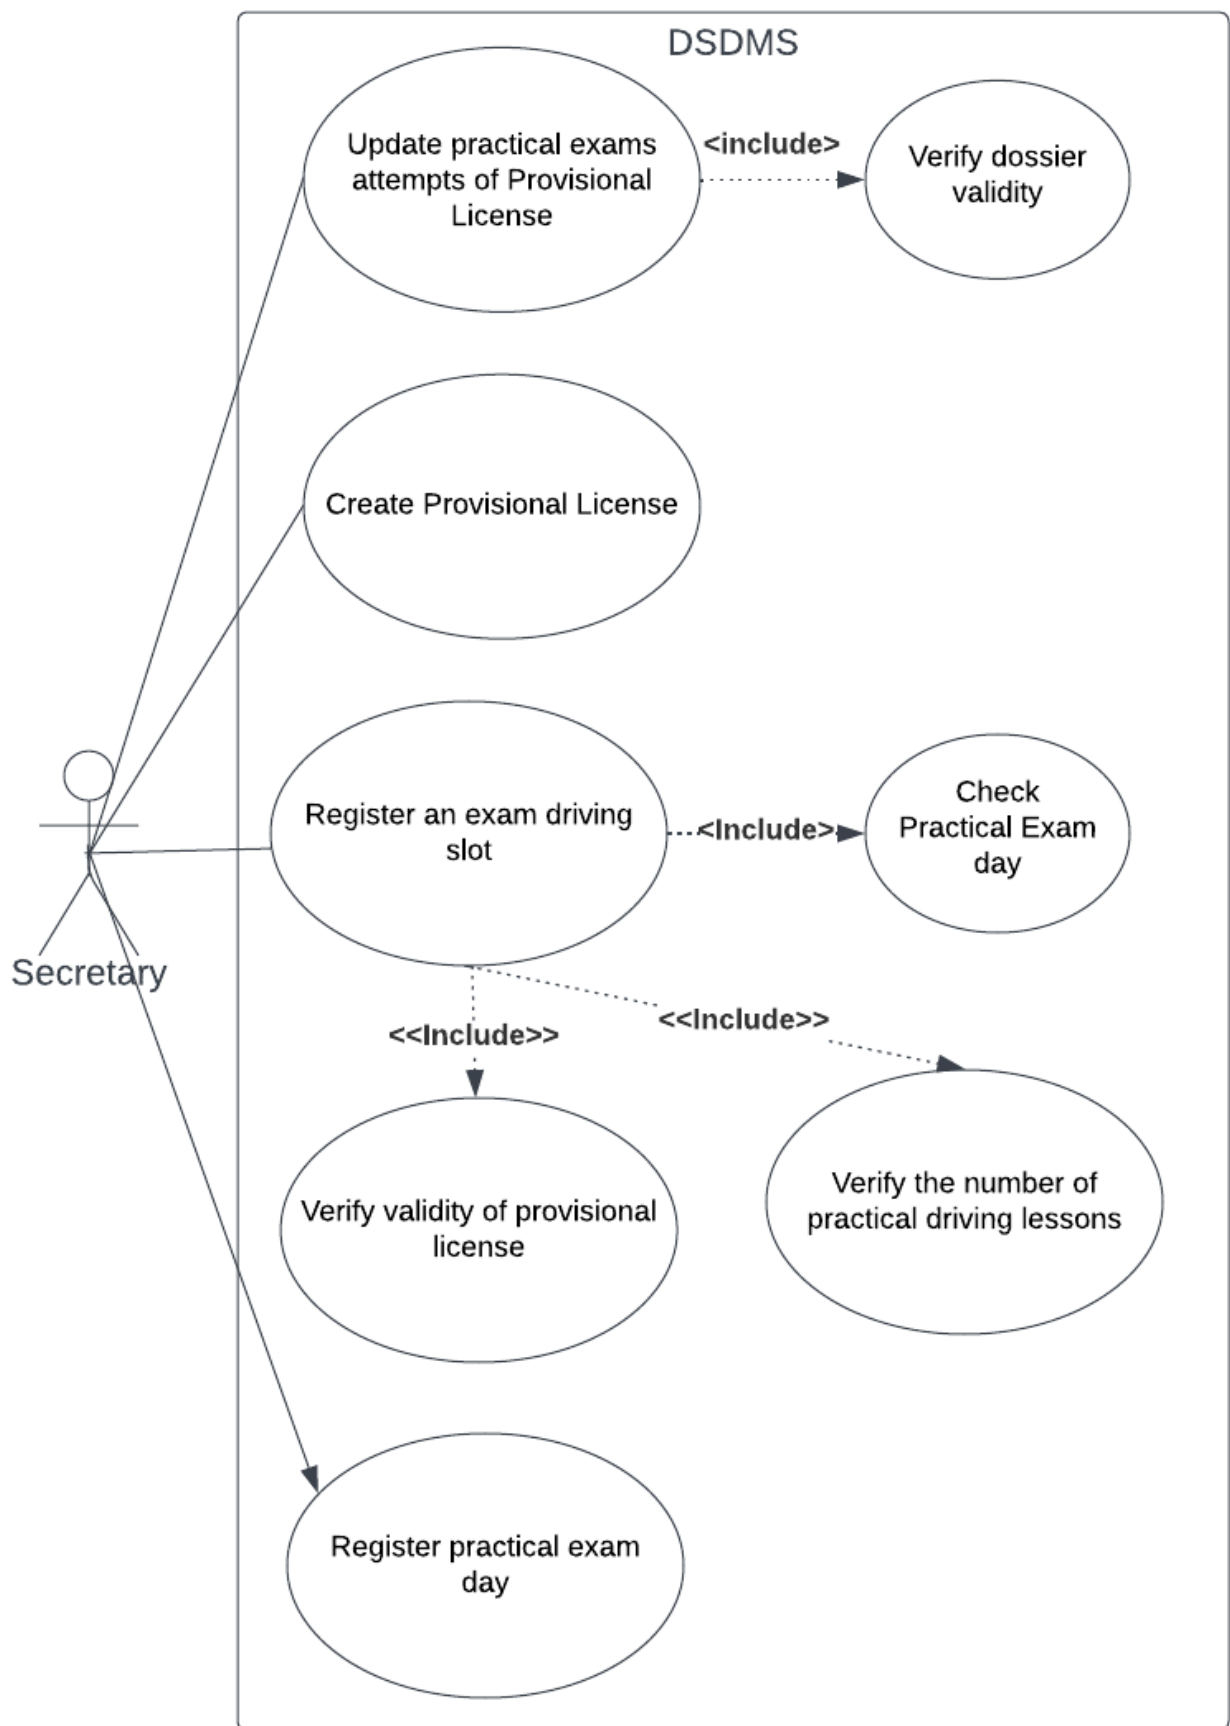 DSDMS
Update practical exams
attempts of Provisional
License
<include>
Verify dossier
validity
Create Provisional License
Register an exam driving
slot
<Include>
Check
Practical Exam
day
Secretary
<<Include>>
<<Include>>
Verify validity of provisional
license
Verify the number of
practical driving lessons
Register practical exam
day